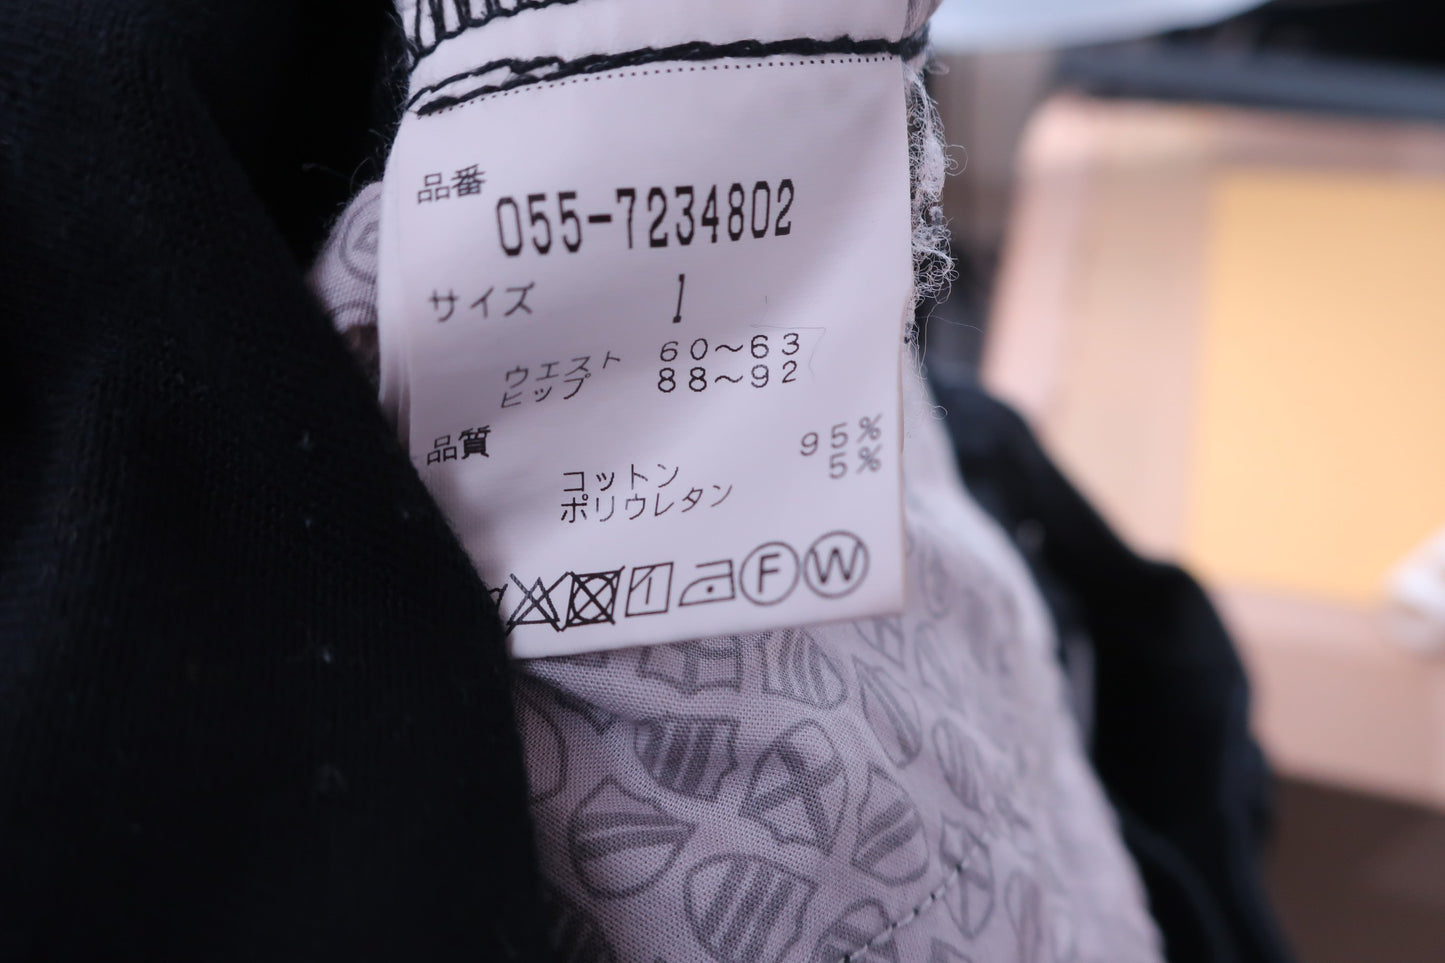 品番 055-7234802
サイズ 1
ウエスト 60～63
ヒップ 88～92
品質 95%
コットン 5%
ポリウレタン
F W